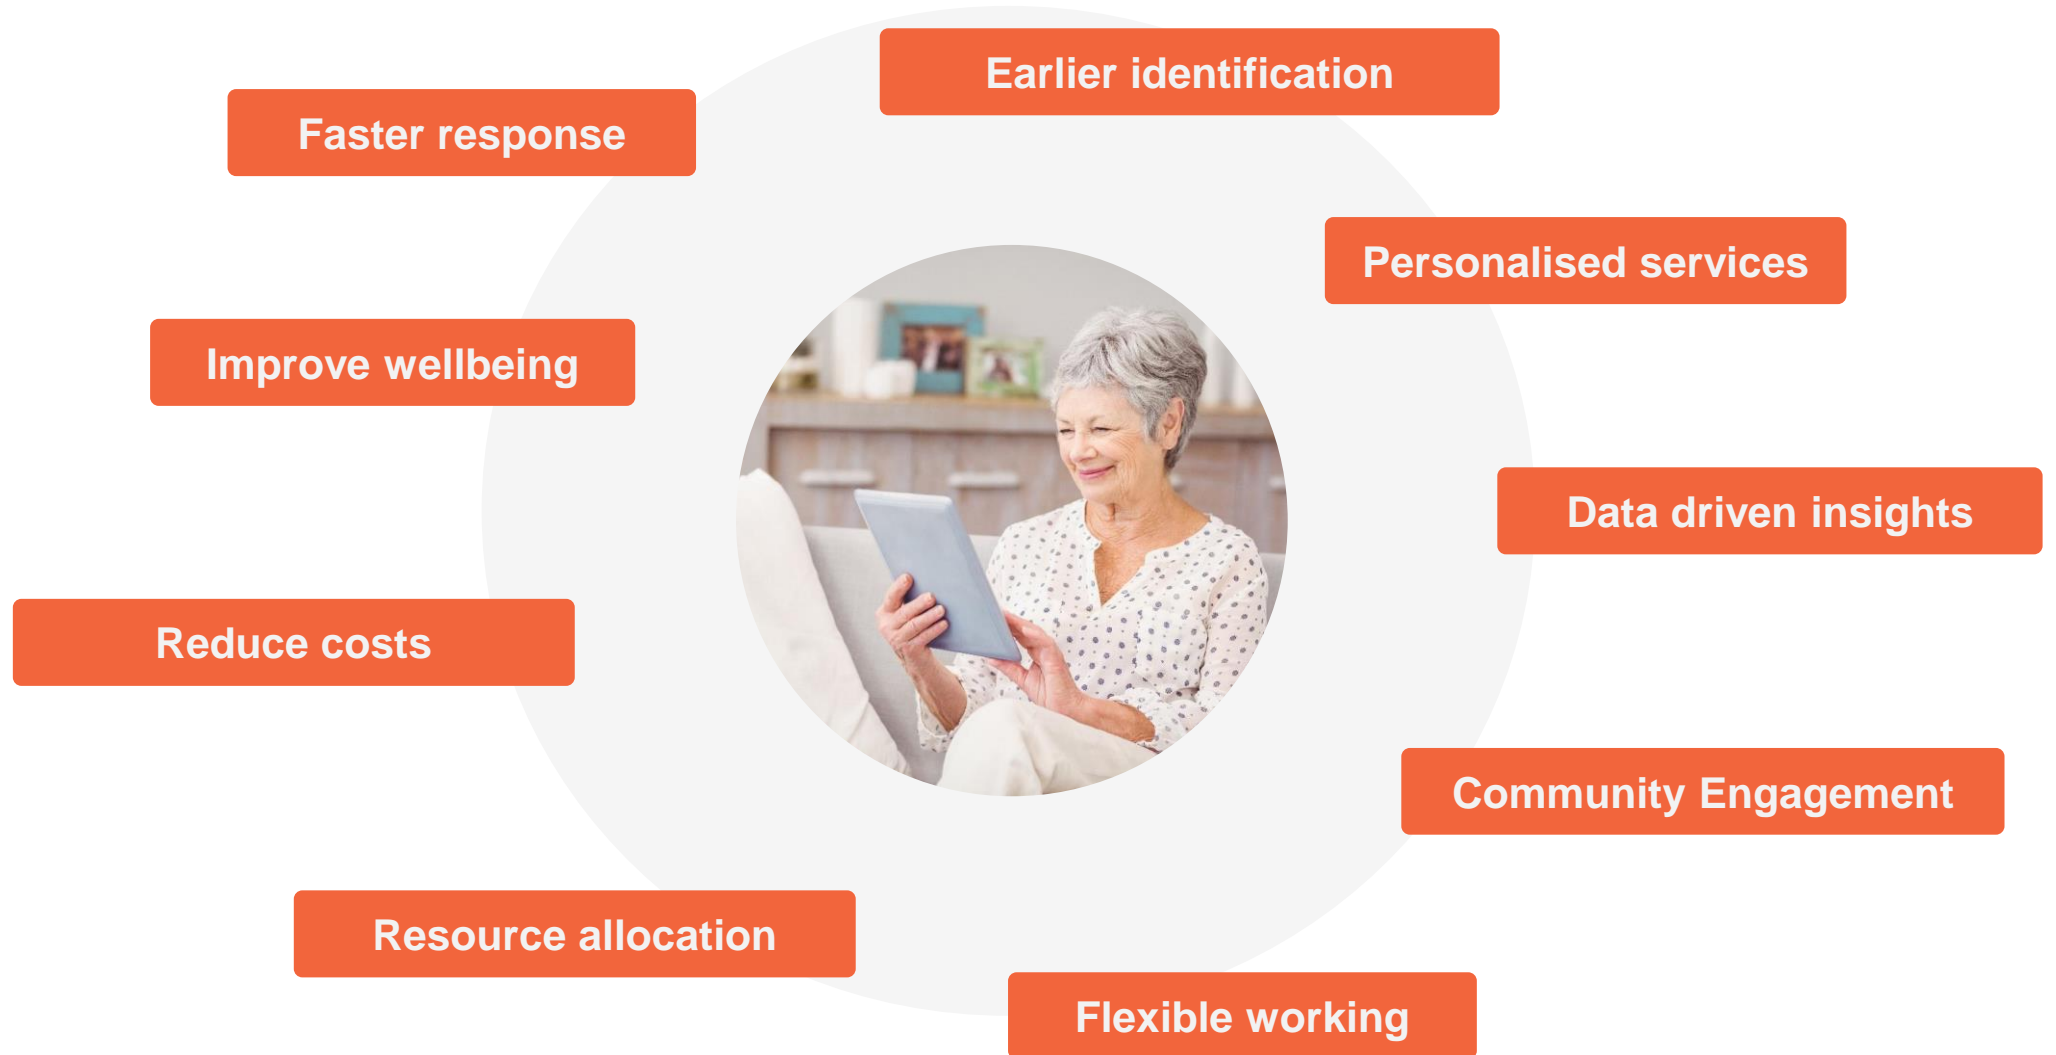 Earlier identification
Faster response
Personalised services
Improve wellbeing
Data driven insights
Reduce costs
Community Engagement
Resource allocation
Flexible working